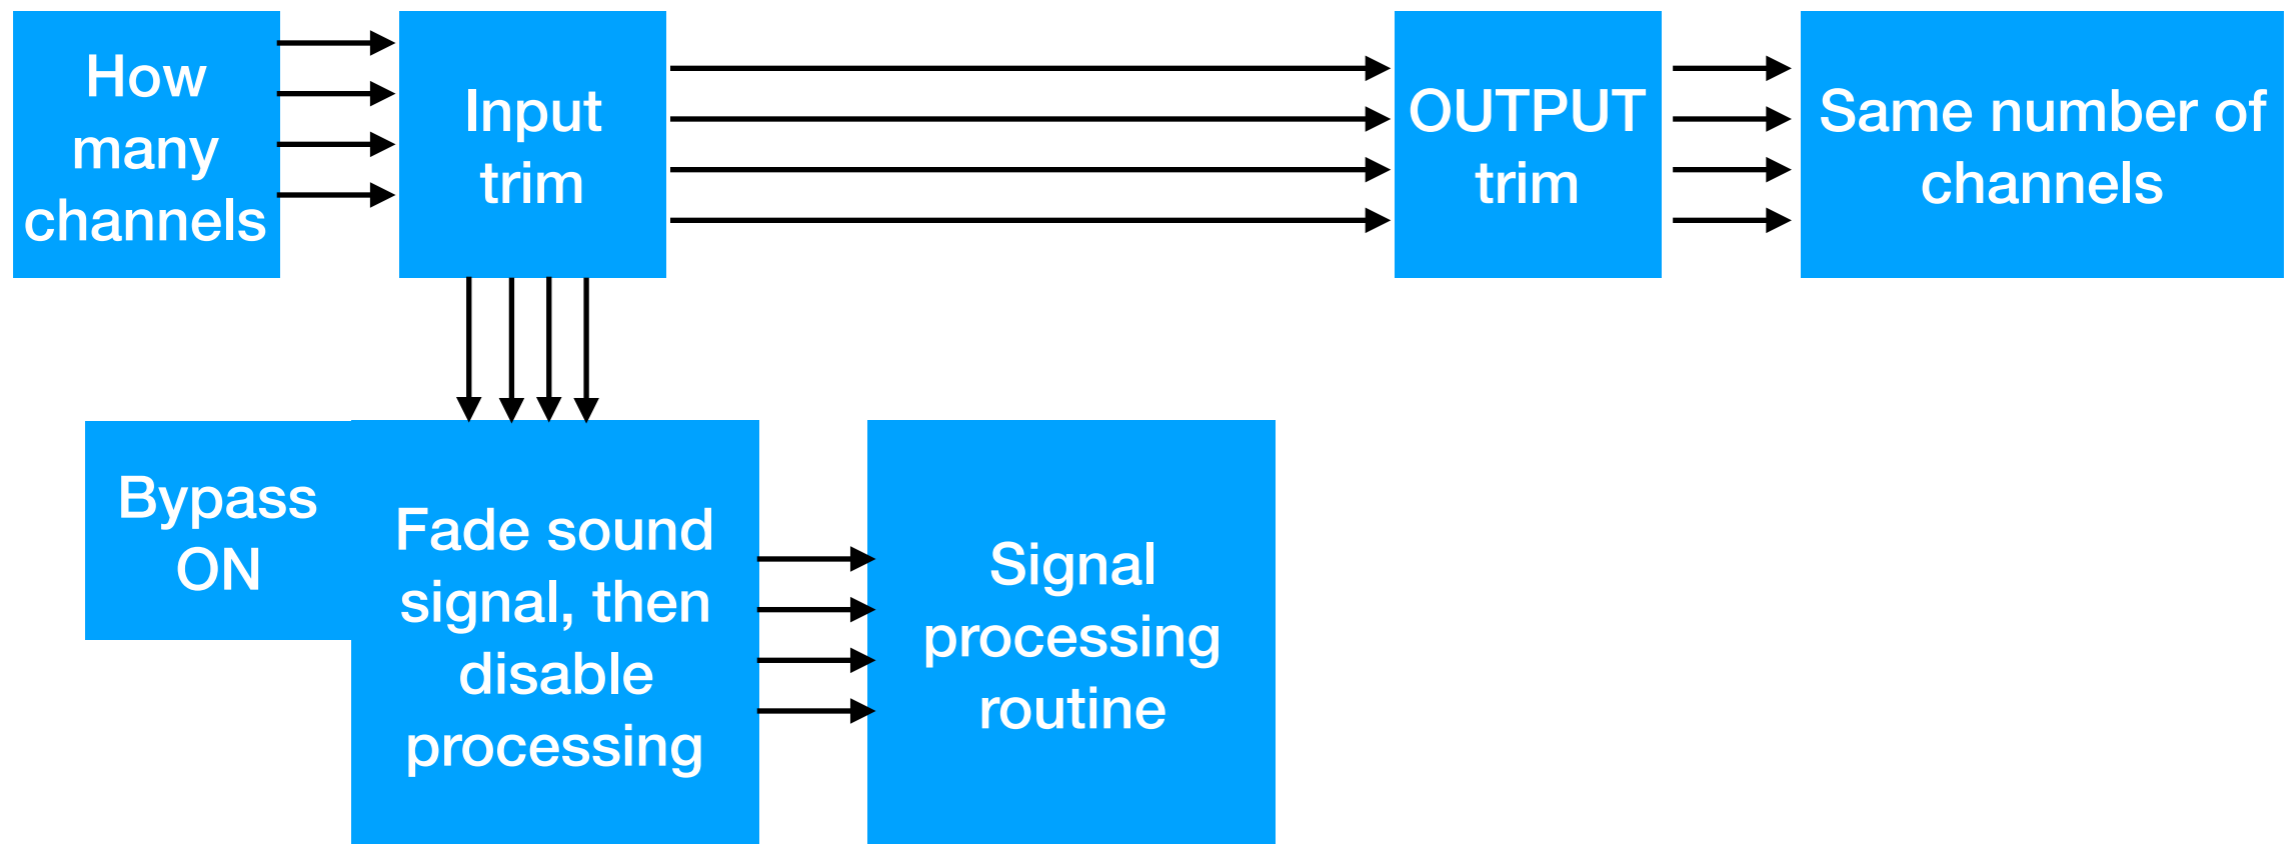 How
many
channels
Input
trim
OUTPUT
trim
Same number of
channels
Bypass
ON
Fade sound
signal, then
disable
processing
Signal
processing
routine